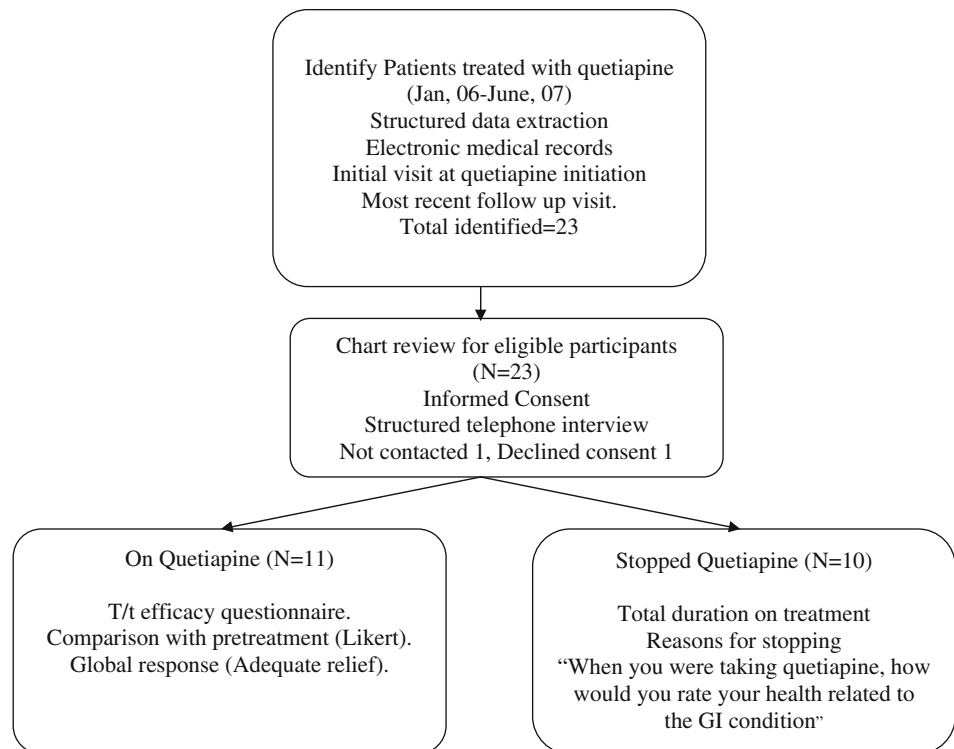 Identify Patients treated with quetiapine
(Jan, 06-June, 07)
Structured data extraction
Electronic medical records
Initial visit at quetiapine initiation
Most recent follow up visit.
Total identified=23
Chart review for eligible participants
(N=23)
Informed Consent
Structured telephone interview
Not contacted 1, Declined consent 1
On Quetiapine (N=11)
T/t efficacy questionnaire.
Comparison with pretreatment (Likert).
Global response (Adequate relief).
Stopped Quetiapine (N=10)
Total duration on treatment
Reasons for stopping
“When you were taking quetiapine, how
would you rate your health related to
the GI condition”